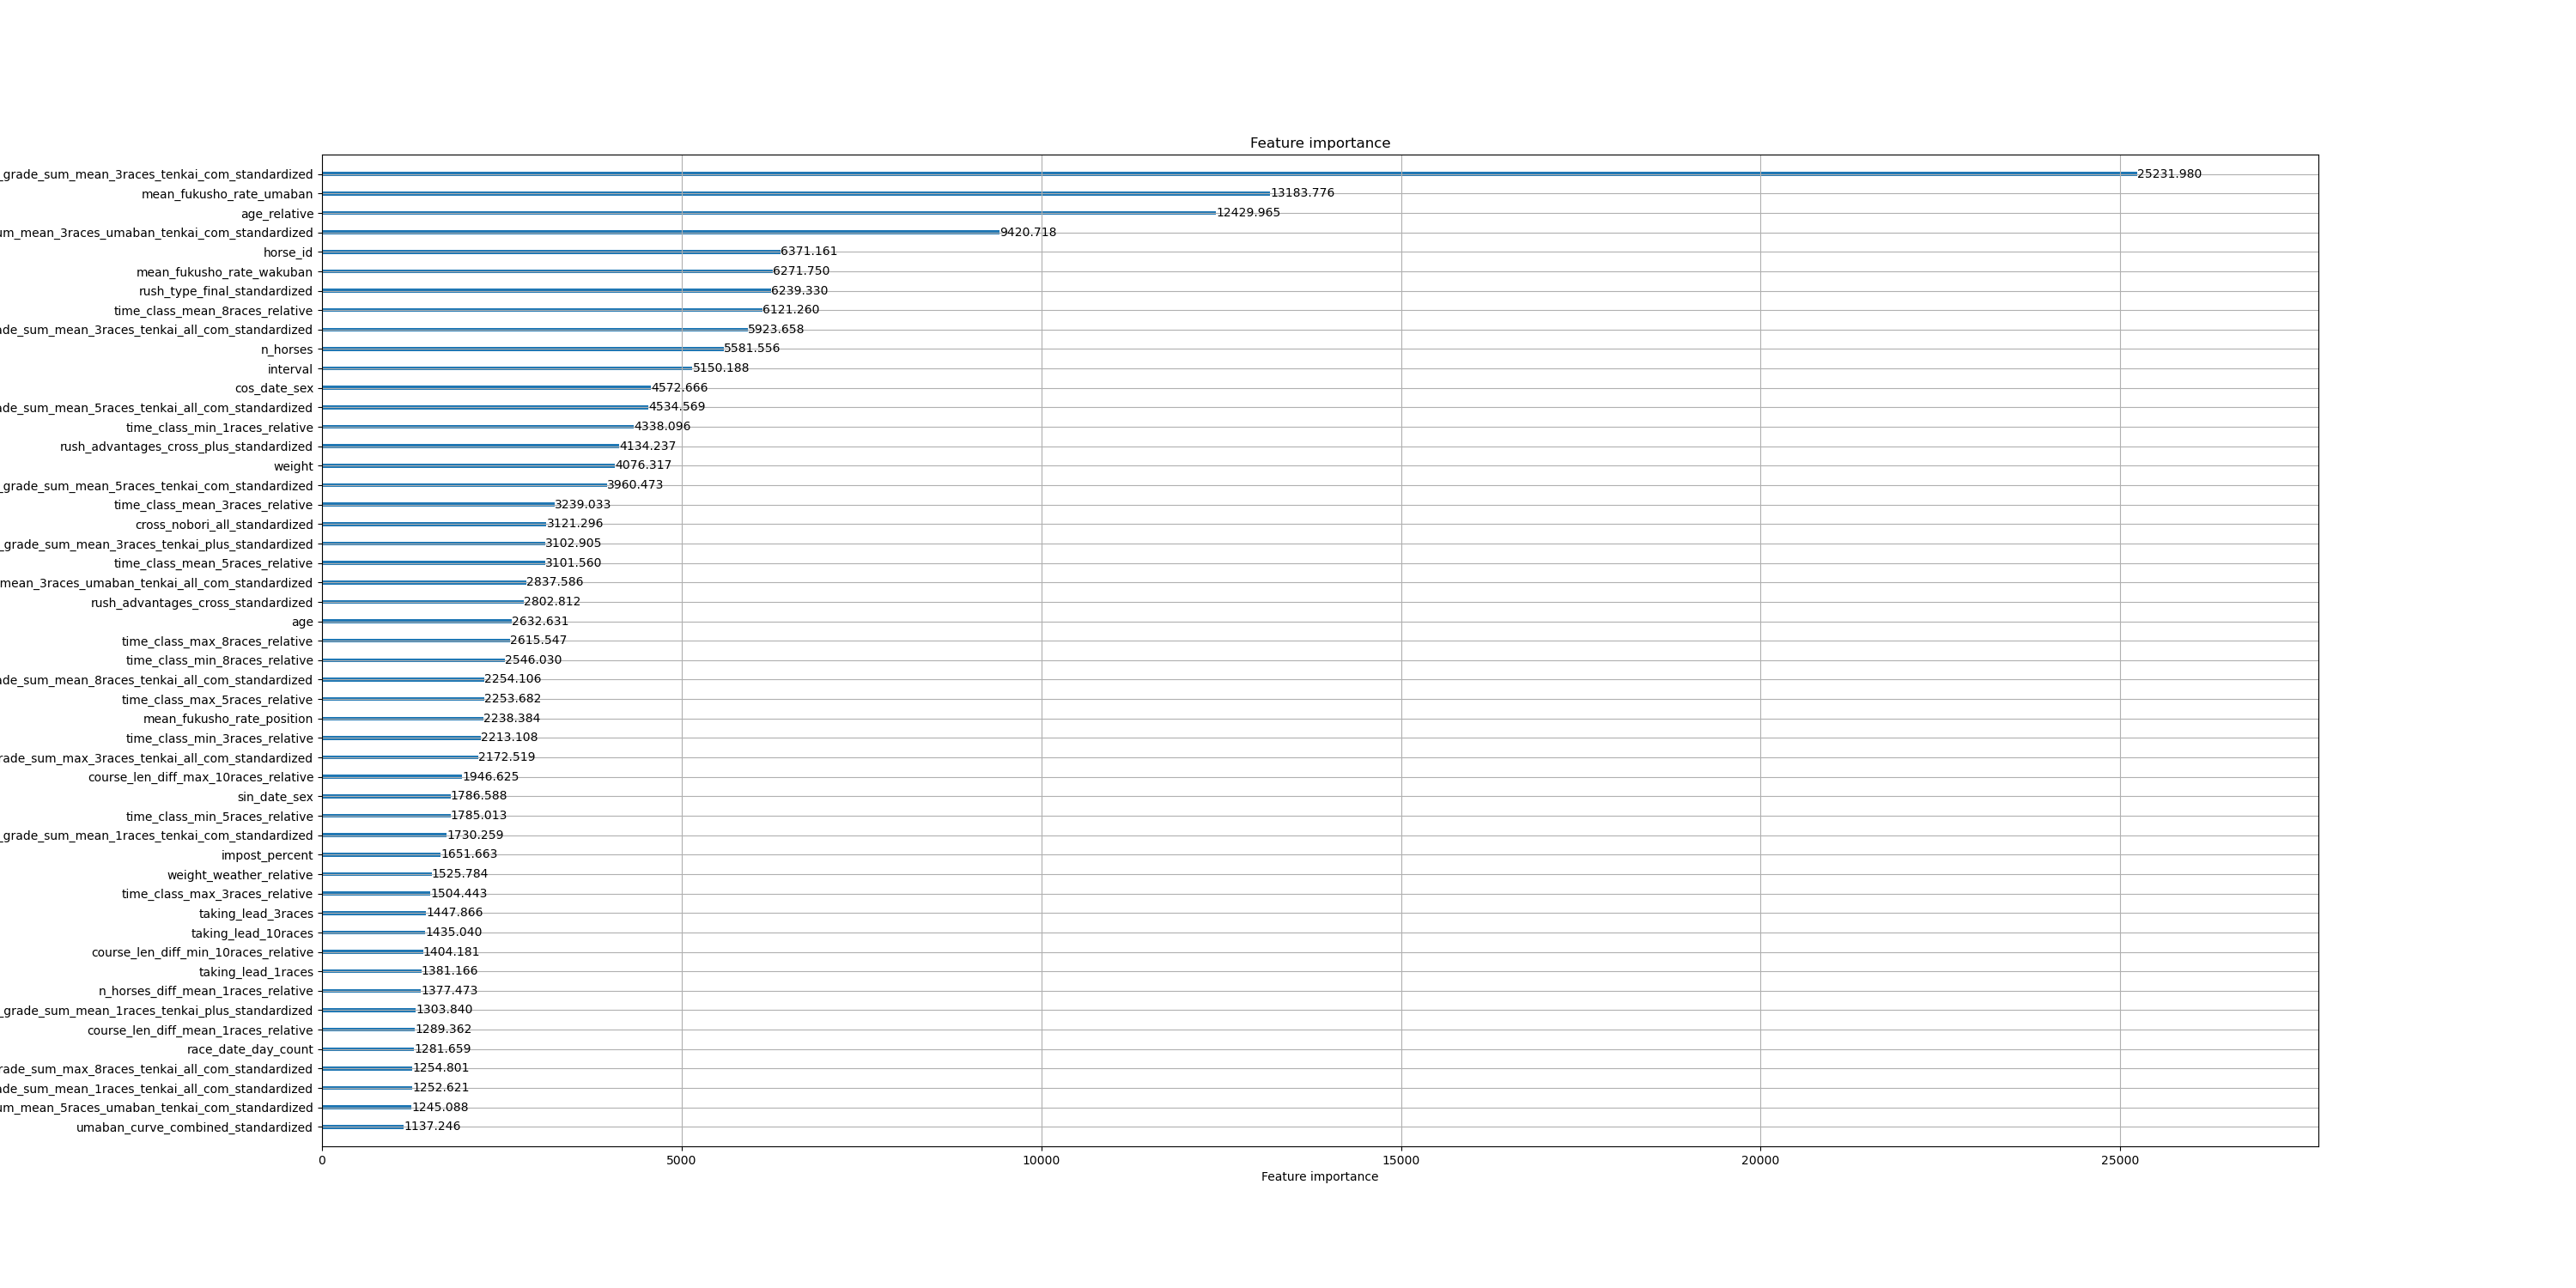 Feature importance
_grade_sum_mean_3races_tenkai_com_standardized 25231.980
mean_fukusho_rate_umaban 13183.776
age_relative 12429.965
um_mean_3races_umaban_tenkai_com_standardized 9420.718
horse_id 6371.161
mean_fukusho_rate_wakuban 6271.750
rush_type_final_standardized 6239.330
time_class_mean_8races_relative 6121.260
ade_sum_mean_3races_tenkai_all_com_standardized 5923.658
n_horses 5581.556
interval 5150.188
cos_date_sex 4572.666
ade_sum_mean_5races_tenkai_all_com_standardized 4534.569
time_class_min_1races_relative 4338.096
rush_advantages_cross_plus_standardized 4134.237
weight 4076.317
_grade_sum_mean_5races_tenkai_com_standardized 3960.473
time_class_mean_3races_relative 3239.033
cross_nobori_all_standardized 3121.296
_grade_sum_mean_3races_tenkai_plus_standardized 3102.905
time_class_mean_5races_relative 3101.560
mean_3races_umaban_tenkai_all_com_standardized 2837.586
rush_advantages_cross_standardized 2802.812
age 2632.631
time_class_max_8races_relative 2615.547
time_class_min_8races_relative 2546.030
ade_sum_mean_8races_tenkai_all_com_standardized 2254.106
time_class_max_5races_relative 2253.682
mean_fukusho_rate_position 2238.384
time_class_min_3races_relative 2213.108
rade_sum_max_3races_tenkai_all_com_standardized 2172.519
course_len_diff_max_10races_relative 1946.625
sin_date_sex 1786.588
time_class_min_5races_relative 1785.013
_grade_sum_mean_1races_tenkai_com_standardized 1730.259
impost_percent 1651.663
weight_weather_relative 1525.784
time_class_max_3races_relative 1504.443
taking_lead_3races 1447.866
taking_lead_10races 1435.040
course_len_diff_min_10races_relative 1404.181
taking_lead_1races 1381.166
n_horses_diff_mean_1races_relative 1377.473
_grade_sum_mean_1races_tenkai_plus_standardized 1303.840
course_len_diff_mean_1races_relative 1289.362
race_date_day_count 1281.659
rade_sum_max_8races_tenkai_all_com_standardized 1254.801
ade_sum_mean_1races_tenkai_all_com_standardized 1252.621
um_mean_5races_umaban_tenkai_com_standardized 1245.088
umaban_curve_combined_standardized 1137.246
0 5000 10000 15000 20000 25000
Feature importance